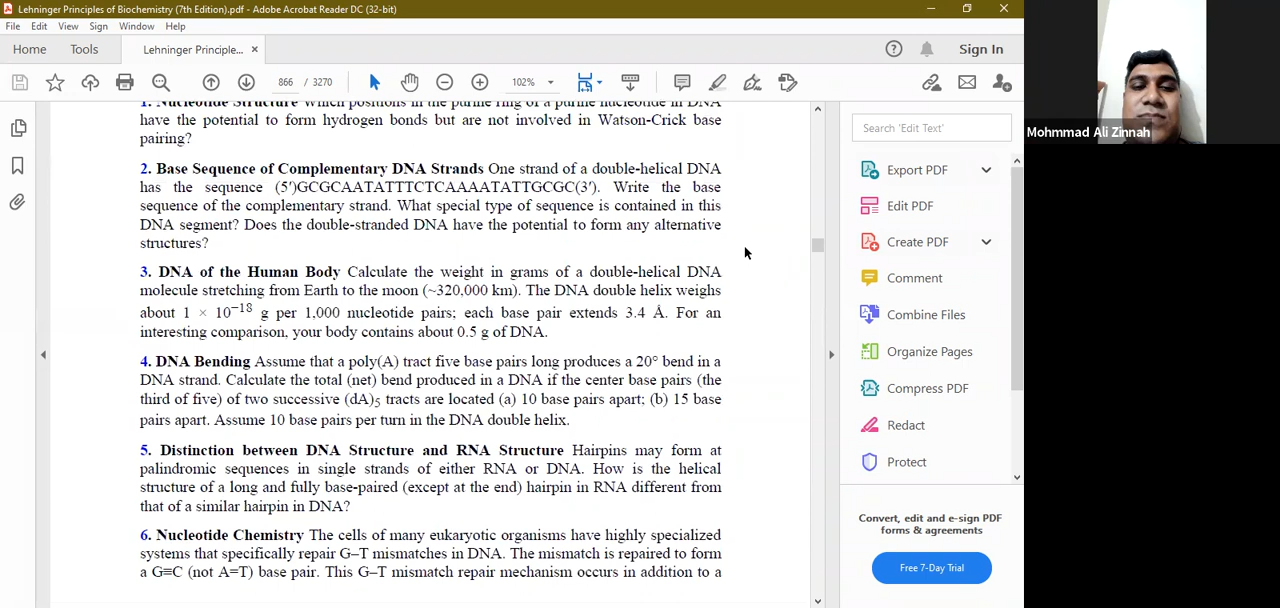 Lehninger Principles of Biochemistry (7th Edition).pdf - Adobe Acrobat Reader DC (32-bit)
File Edit View Sign Window Help
Home Tools Lehninger Principle... × Sign In
866 / 3270 102%
1. Nucleotide Structure Which positions in the purine ring of a purine nucleotide in DNA
have the potential to form hydrogen bonds but are not involved in Watson-Crick base
pairing?
2. Base Sequence of Complementary DNA Strands One strand of a double-helical DNA
has the sequence (5′)GCGCAATATTTCTCAAAATATTGCGC(3′). Write the base
sequence of the complementary strand. What special type of sequence is contained in this
DNA segment? Does the double-stranded DNA have the potential to form any alternative
structures?
3. DNA of the Human Body Calculate the weight in grams of a double-helical DNA
molecule stretching from Earth to the moon (~320,000 km). The DNA double helix weighs
about 1 × 10⁻¹⁸ g per 1,000 nucleotide pairs; each base pair extends 3.4 Å. For an
interesting comparison, your body contains about 0.5 g of DNA.
4. DNA Bending Assume that a poly(A) tract five base pairs long produces a 20° bend in a
DNA strand. Calculate the total (net) bend produced in a DNA if the center base pairs (the
third of five) of two successive (dA)₅ tracts are located (a) 10 base pairs apart; (b) 15 base
pairs apart. Assume 10 base pairs per turn in the DNA double helix.
5. Distinction between DNA Structure and RNA Structure Hairpins may form at
palindromic sequences in single strands of either RNA or DNA. How is the helical
structure of a long and fully base-paired (except at the end) hairpin in RNA different from
that of a similar hairpin in DNA?
6. Nucleotide Chemistry The cells of many eukaryotic organisms have highly specialized
systems that specifically repair G–T mismatches in DNA. The mismatch is repaired to form
a G≡C (not A=T) base pair. This G–T mismatch repair mechanism occurs in addition to a
Search 'Edit Text'
Export PDF
Edit PDF
Create PDF
Comment
Combine Files
Organize Pages
Compress PDF
Redact
Protect
Convert, edit and e-sign PDF
forms & agreements
Free 7-Day Trial
Mohmmad Ali Zinnah